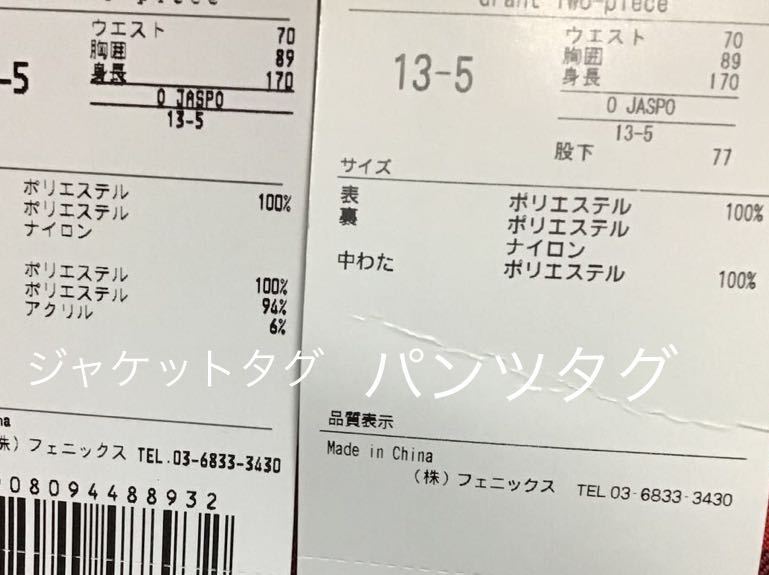 -piece
ウエスト 70
胸囲 89
身長 170
-5
O JASPO
13-5
ポリエステル 100%
ポリエステル
ナイロン
ポリエステル 100%
ポリエステル 94%
アクリル 6%
ジャケットタグ
na
株）フェニックス TEL.03-6833-3430
08094488932
Grant Two-piece
ウエスト 70
胸囲 89
身長 170
13-5
O JASPO
13-5
股下 77
サイズ
表 ポリエステル 100%
裏 ポリエステル
ナイロン
中わた ポリエステル 100%
パンツタグ
品質表示
Made in China
（株）フェニックス TEL 03-6833-3430